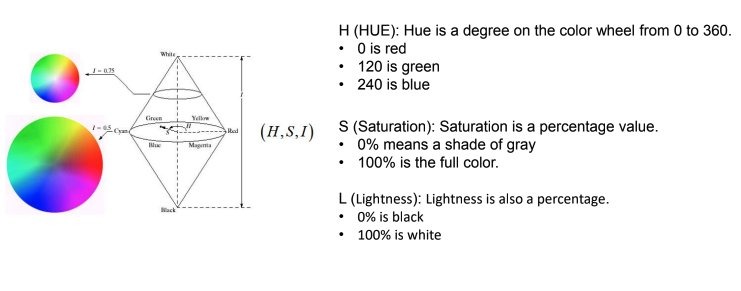 White
I = 0.75
I
Green
Yellow
I = 0.5
Cyan
H
S
Red
Blue
Magenta
Black
(H,S,I)
H (HUE): Hue is a degree on the color wheel from 0 to 360.
• 0 is red
• 120 is green
• 240 is blue
S (Saturation): Saturation is a percentage value.
• 0% means a shade of gray
• 100% is the full color.
L (Lightness): Lightness is also a percentage.
• 0% is black
• 100% is white